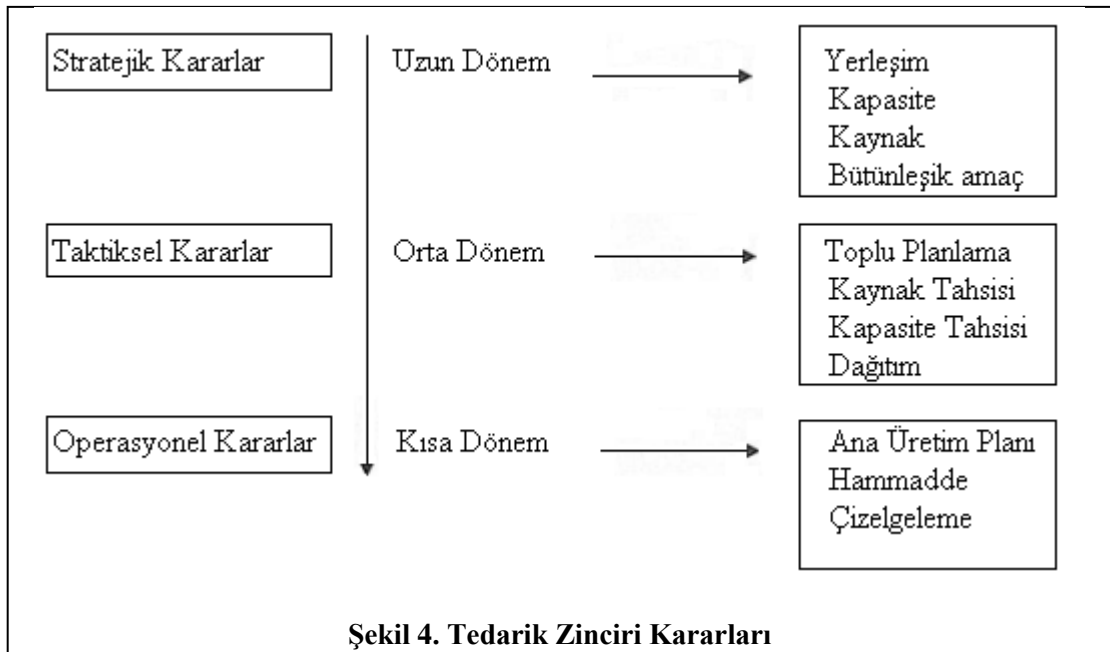 Stratejik Kararlar
Uzun Dönem
Yerleşim
Kapasite
Kaynak
Bütünleşik amaç
Taktiksel Kararlar
Orta Dönem
Toplu Planlama
Kaynak Tahsisi
Kapasite Tahsisi
Dağıtım
Operasyonel Kararlar
Kısa Dönem
Ana Üretim Planı
Hammadde
Çizelgeleme
Şekil 4. Tedarik Zinciri Kararları